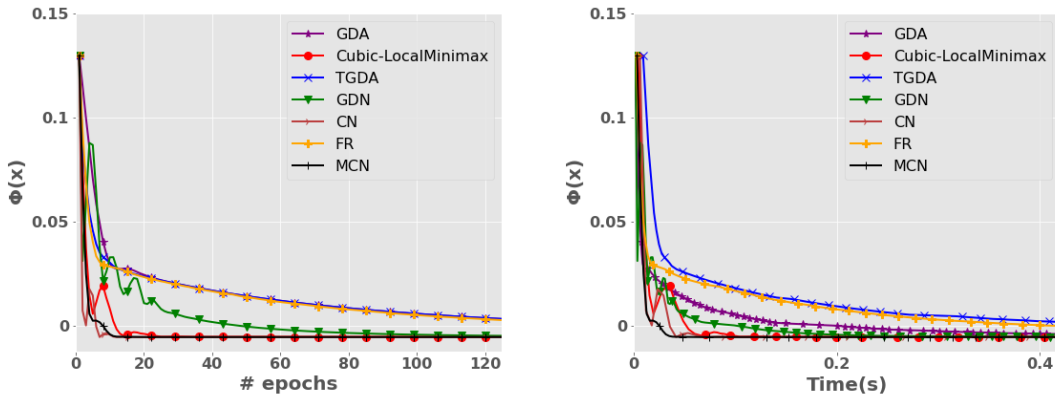 0.15
0.1
0.05
0
Φ(x)
0 20 40 60 80 100 120
# epochs
GDA
Cubic-LocalMinimax
TGDA
GDN
CN
FR
MCN
0.15
0.1
0.05
0
Φ(x)
0 0.2 0.4
Time(s)
GDA
Cubic-LocalMinimax
TGDA
GDN
CN
FR
MCN